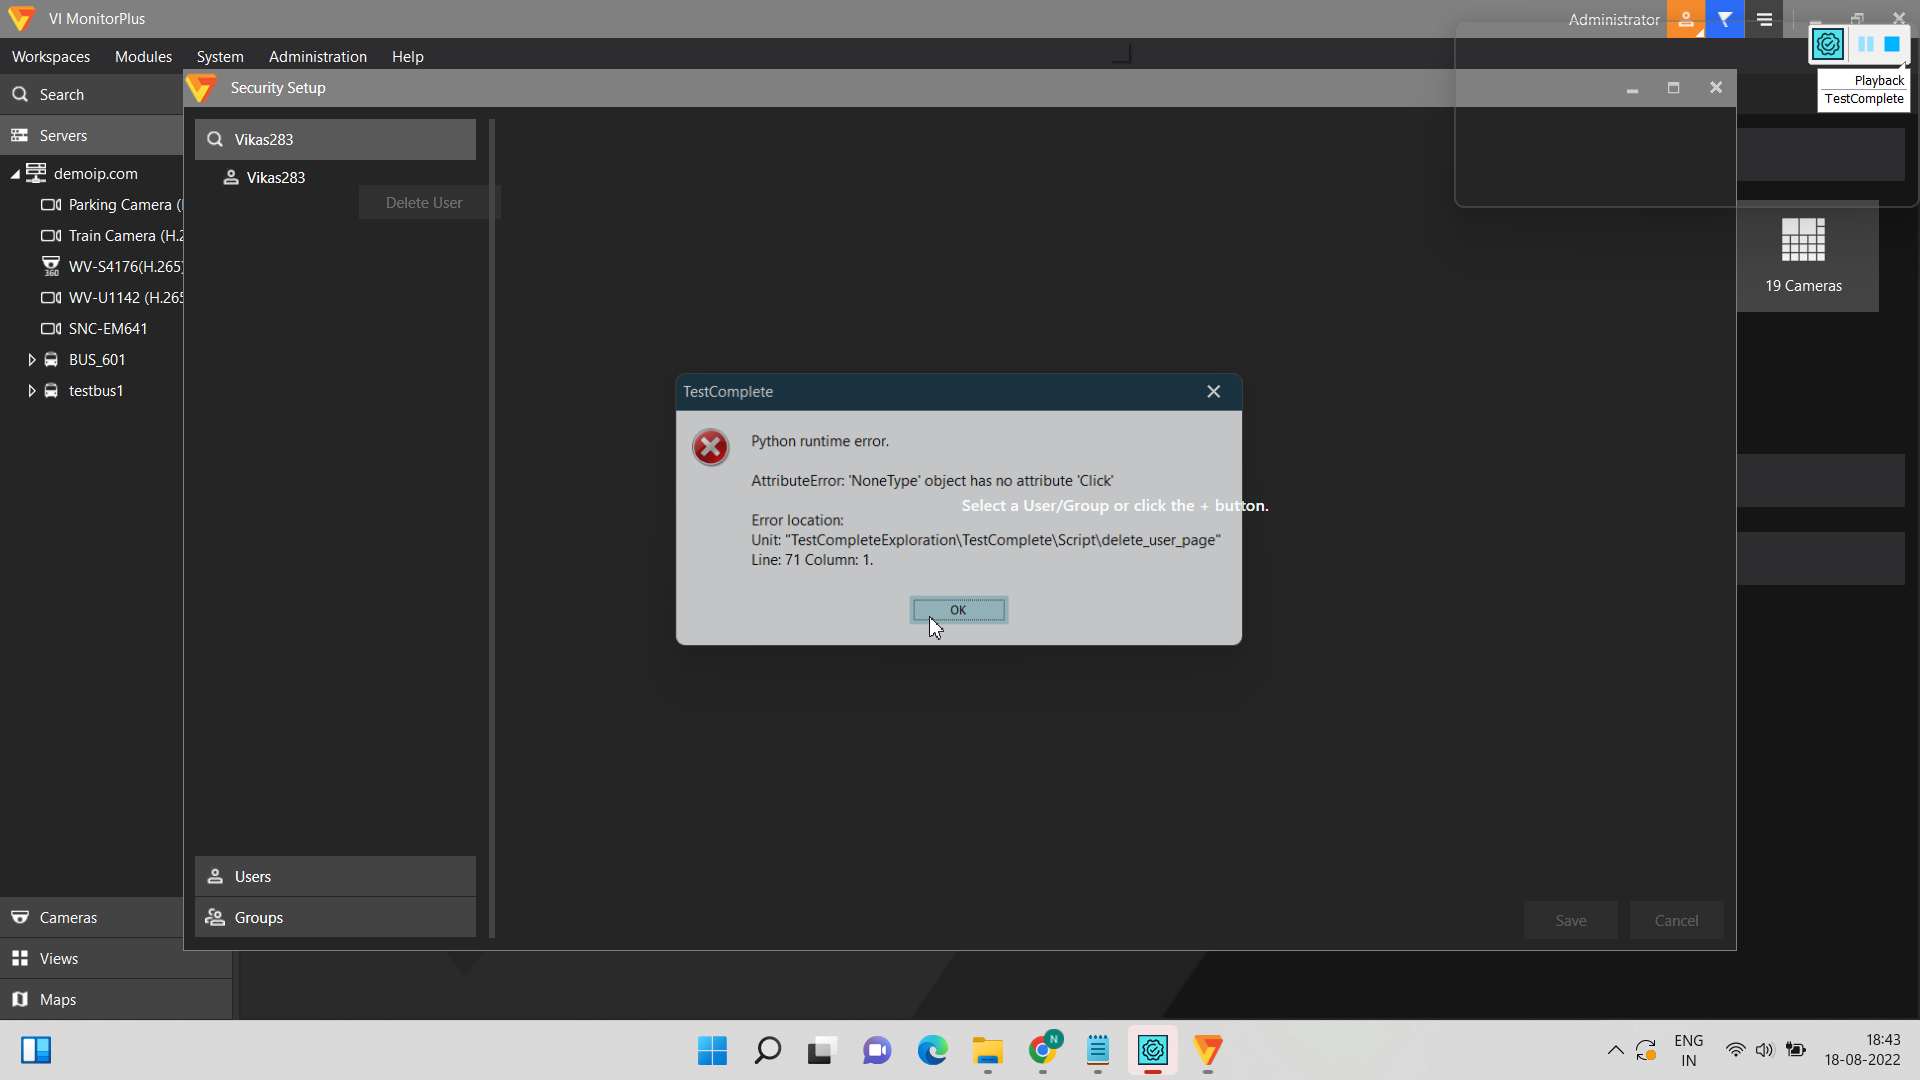 VI MonitorPlus
Administrator
Workspaces Modules System Administration Help
Playback
TestComplete
Search
Servers
demoip.com
Parking Camera (
Train Camera (H.2
WV-S4176(H.265)
WV-U1142 (H.265
SNC-EM641
BUS_601
testbus1
Security Setup
Vikas283
Vikas283
Delete User
19 Cameras
TestComplete
Python runtime error.
AttributeError: 'NoneType' object has no attribute 'Click'
Select a User/Group or click the + button.
Error location:
Unit: "TestCompleteExploration\TestComplete\Script\delete_user_page"
Line: 71 Column: 1.
OK
Users
Groups
Save Cancel
Cameras
Views
Maps
N
ENG
IN
18:43
18-08-2022
360